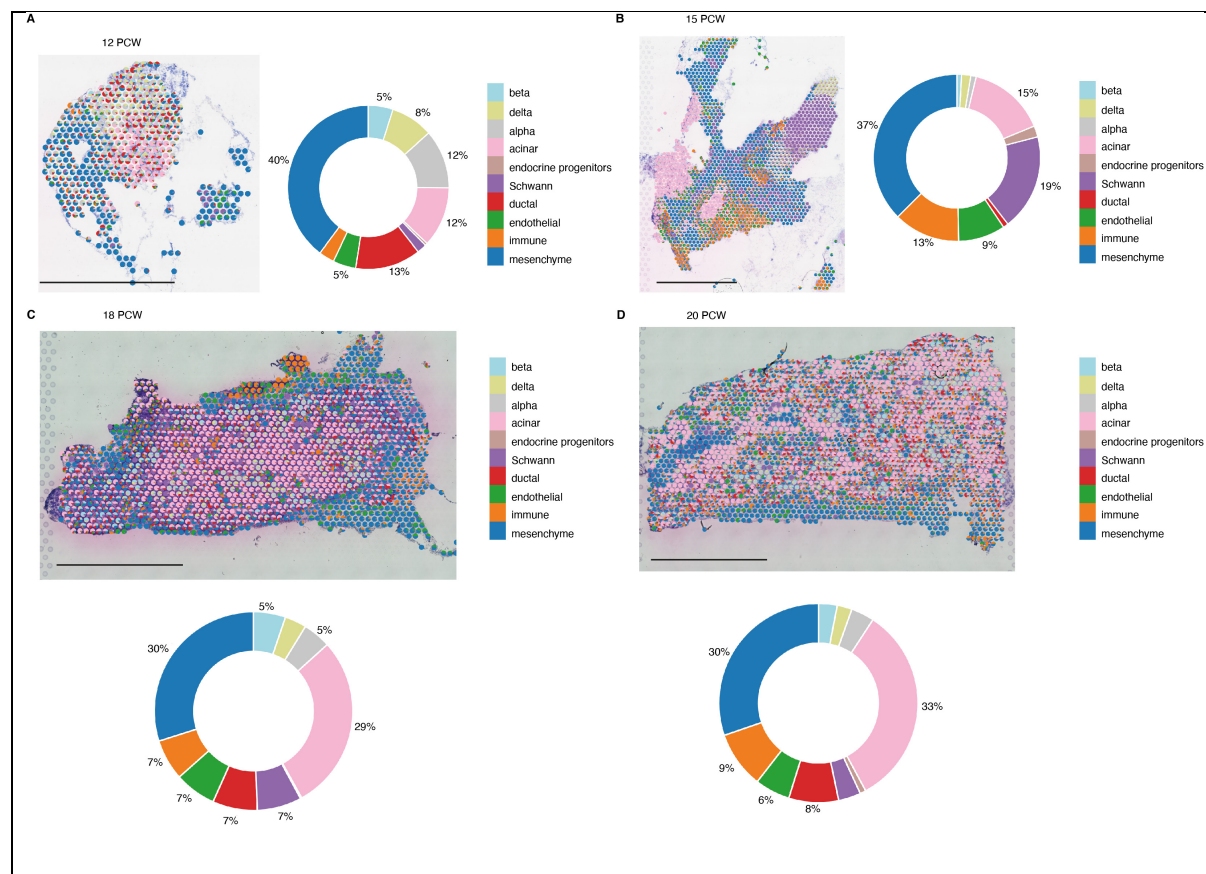 A
12 PCW
5%
8%
12%
12%
13%
5%
40%
beta
delta
alpha
acinar
endocrine progenitors
Schwann
ductal
endothelial
immune
mesenchyme
B
15 PCW
15%
19%
9%
13%
37%
beta
delta
alpha
acinar
endocrine progenitors
Schwann
ductal
endothelial
immune
mesenchyme
C
18 PCW
beta
delta
alpha
acinar
endocrine progenitors
Schwann
ductal
endothelial
immune
mesenchyme
5%
5%
29%
7%
7%
7%
7%
30%
D
20 PCW
beta
delta
alpha
acinar
endocrine progenitors
Schwann
ductal
endothelial
immune
mesenchyme
33%
8%
6%
9%
30%